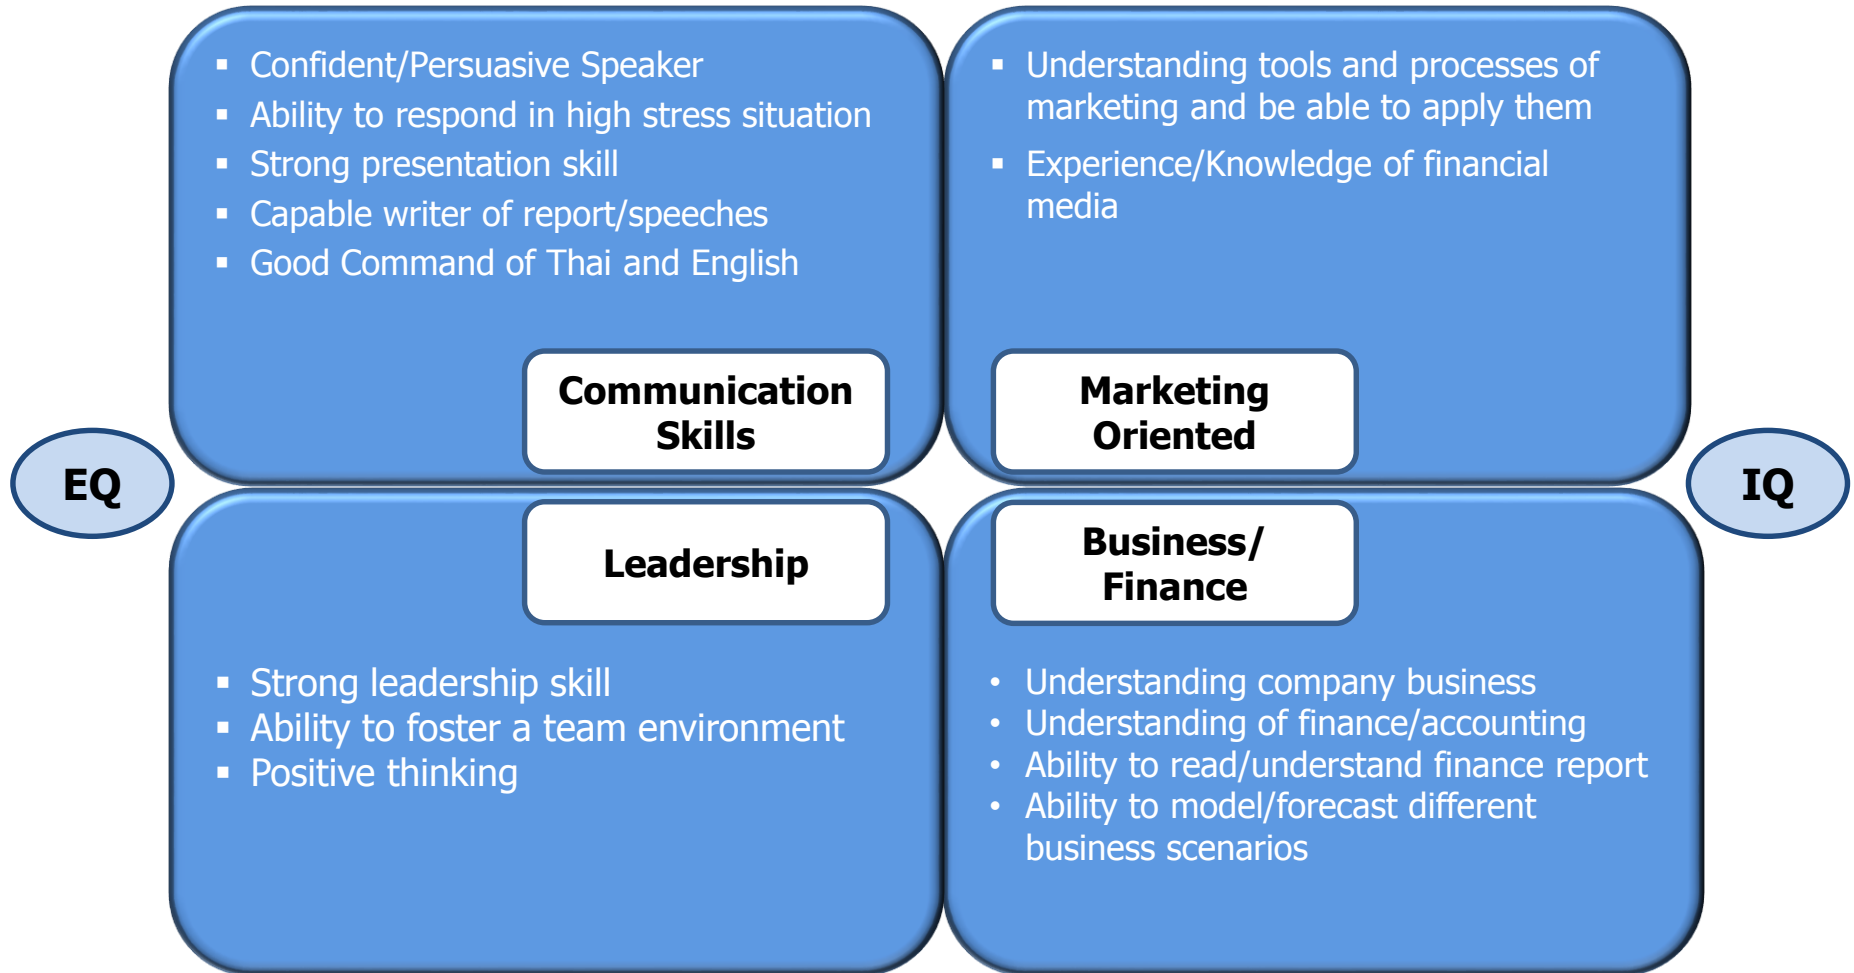 ▪ Confident/Persuasive Speaker
▪ Ability to respond in high stress situation
▪ Strong presentation skill
▪ Capable writer of report/speeches
▪ Good Command of Thai and English
Communication
Skills
▪ Understanding tools and processes of
marketing and be able to apply them
▪ Experience/Knowledge of financial
media
Marketing
Oriented
EQ
IQ
Leadership
▪ Strong leadership skill
▪ Ability to foster a team environment
▪ Positive thinking
Business/
Finance
• Understanding company business
• Understanding of finance/accounting
• Ability to read/understand finance report
• Ability to model/forecast different
business scenarios